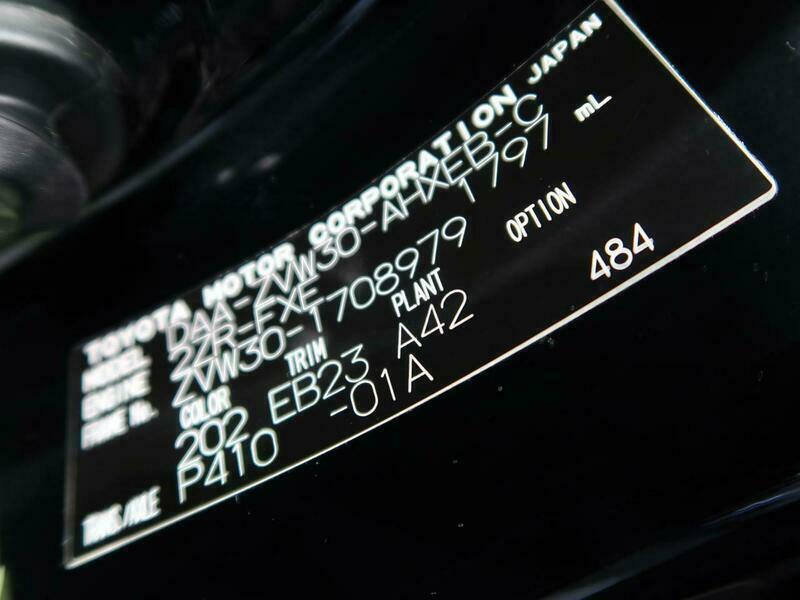 TOYOTA MOTOR CORPORATION JAPAN
MODEL DAA-ZVW30-AHXEB-C
ENGINE 2ZR-FXE 1797 mL
FRAME No. ZVW30-1708979
COLOR TRIM PLANT OPTION
202 EB23 A42 484
TRANS/AXLE P410 -01A